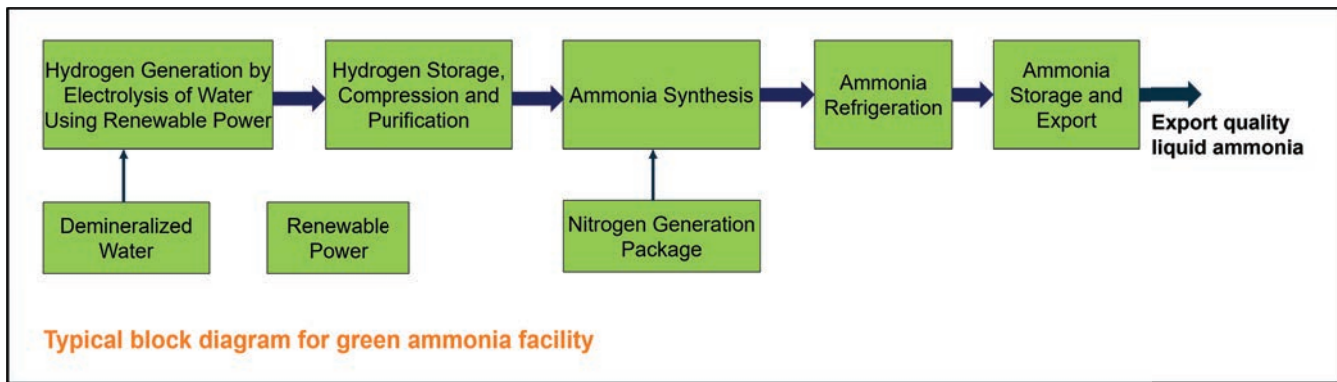 Hydrogen Generation by
Electrolysis of Water
Using Renewable Power
Hydrogen Storage,
Compression and
Purification
Ammonia Synthesis
Ammonia
Refrigeration
Ammonia
Storage and
Export
Export quality
liquid ammonia
Demineralized
Water
Renewable
Power
Nitrogen Generation
Package
Typical block diagram for green ammonia facility